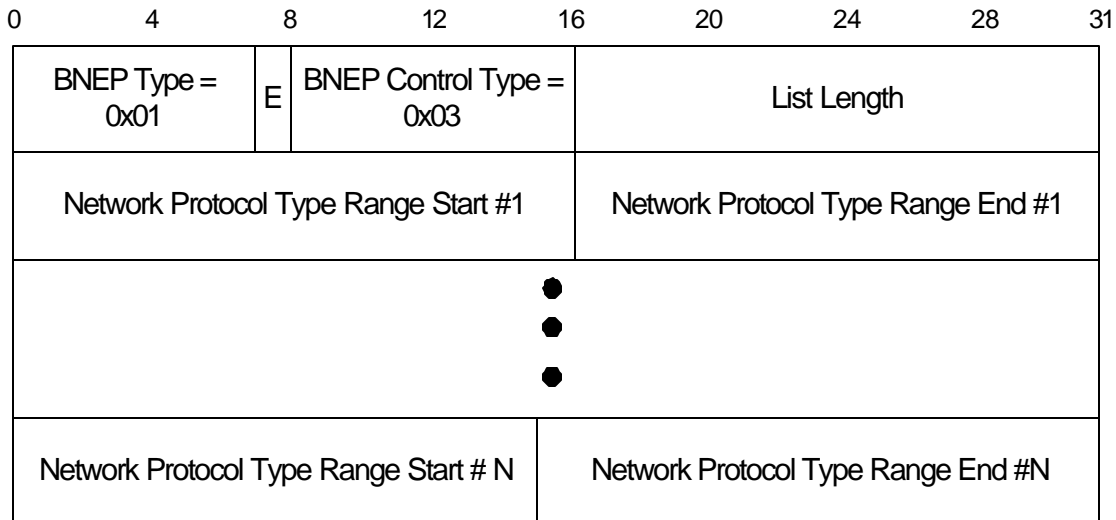 0 4 8 12 16 20 24 28 31
BNEP Type =
0x01
E
BNEP Control Type =
0x03
List Length
Network Protocol Type Range Start #1
Network Protocol Type Range End #1
Network Protocol Type Range Start # N
Network Protocol Type Range End #N